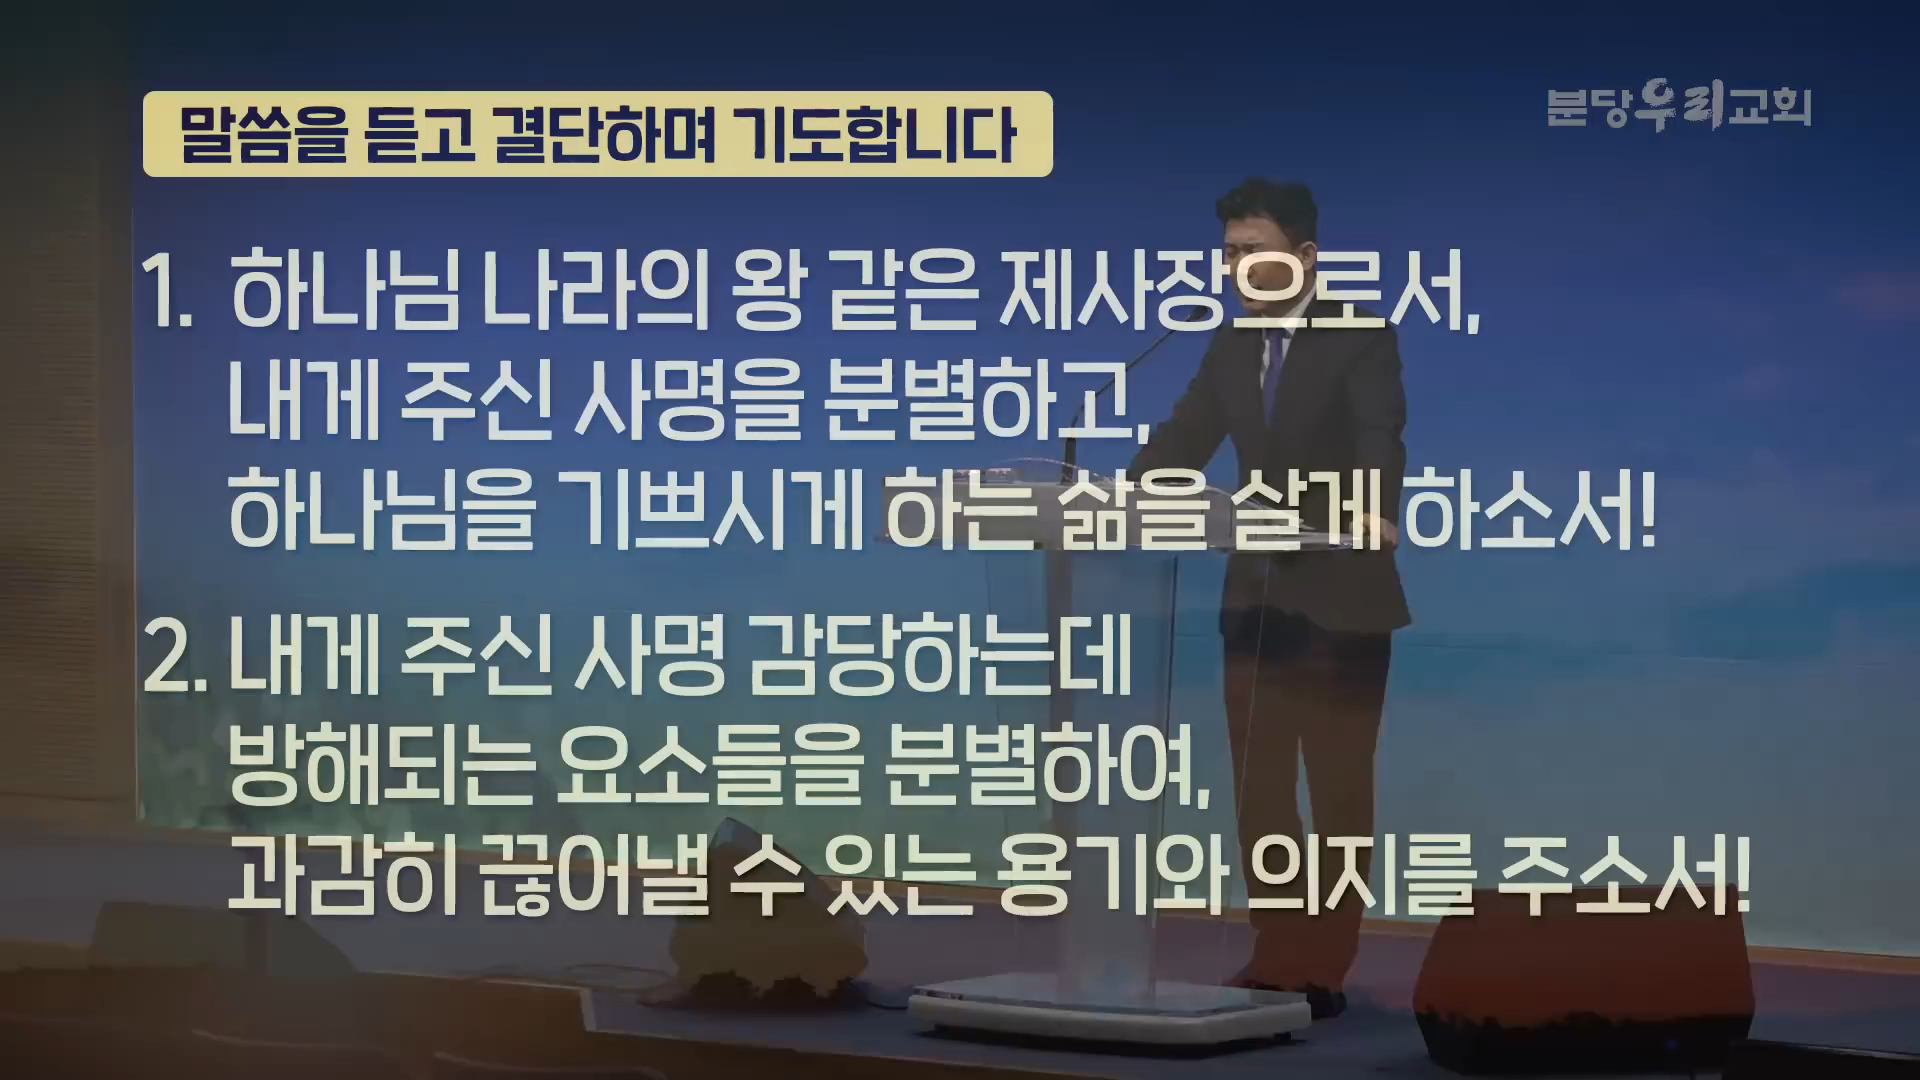 말씀을 듣고 결단하며 기도합니다
분당우리교회
1. 하나님 나라의 왕 같은 제사장으로서,
내게 주신 사명을 분별하고,
하나님을 기쁘시게 하는 삶을 살게 하소서!
2. 내게 주신 사명 감당하는데
방해되는 요소들을 분별하여,
과감히 끊어낼 수 있는 용기와 의지를 주소서!